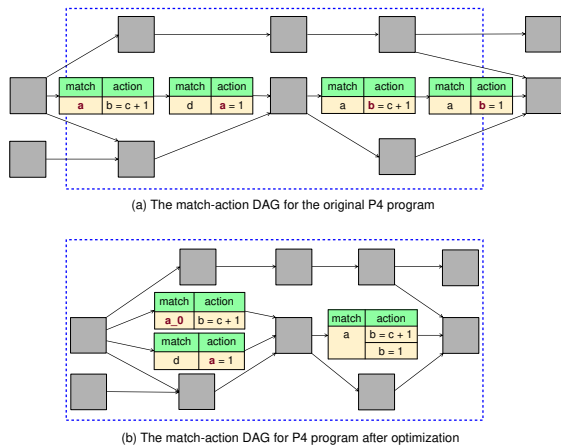 match action match action match action match action
a b = c + 1 d a = 1 a b = c + 1 a b = 1
(a) The match-action DAG for the original P4 program
match action
a_0 b = c + 1
match action
d a = 1
match action
a b = c + 1
b = 1
(b) The match-action DAG for P4 program after optimization